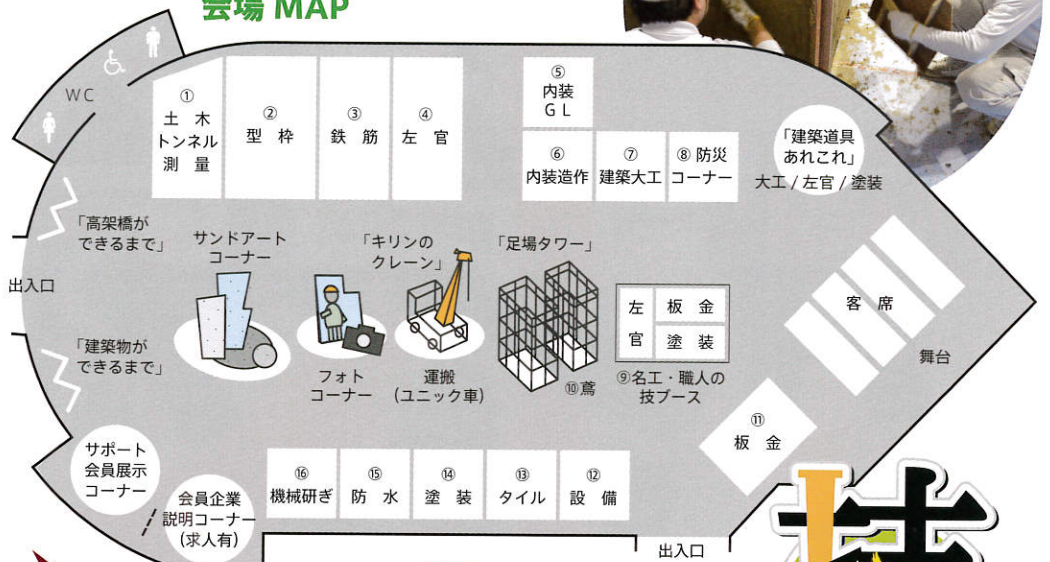 会場 MAP
WC
①
土 木
トンネル
測 量
②
型 枠
③
鉄 筋
④
左 官
⑤
内装
GL
⑥
内装造作
⑦
建築大工
⑧ 防災
コーナー
「建築道具
あれこれ」
大工 / 左官 / 塗装
「高架橋が
できるまで」
出入口
「建築物が
できるまで」
サンドアート
コーナー
フォト
コーナー
「キリンの
クレーン」
運搬
(ユニック車)
「足場タワー」
⑩鳶
左
官
板 金
塗 装
⑨名工・職人の
技ブース
客 席
舞台
⑪
板 金
サポート
会員展示
コーナー
会員企業
説明コーナー
(求人有)
⑯
機械研ぎ
⑮
防 水
⑭
塗 装
⑬
タイル
⑫
設 備
出入口